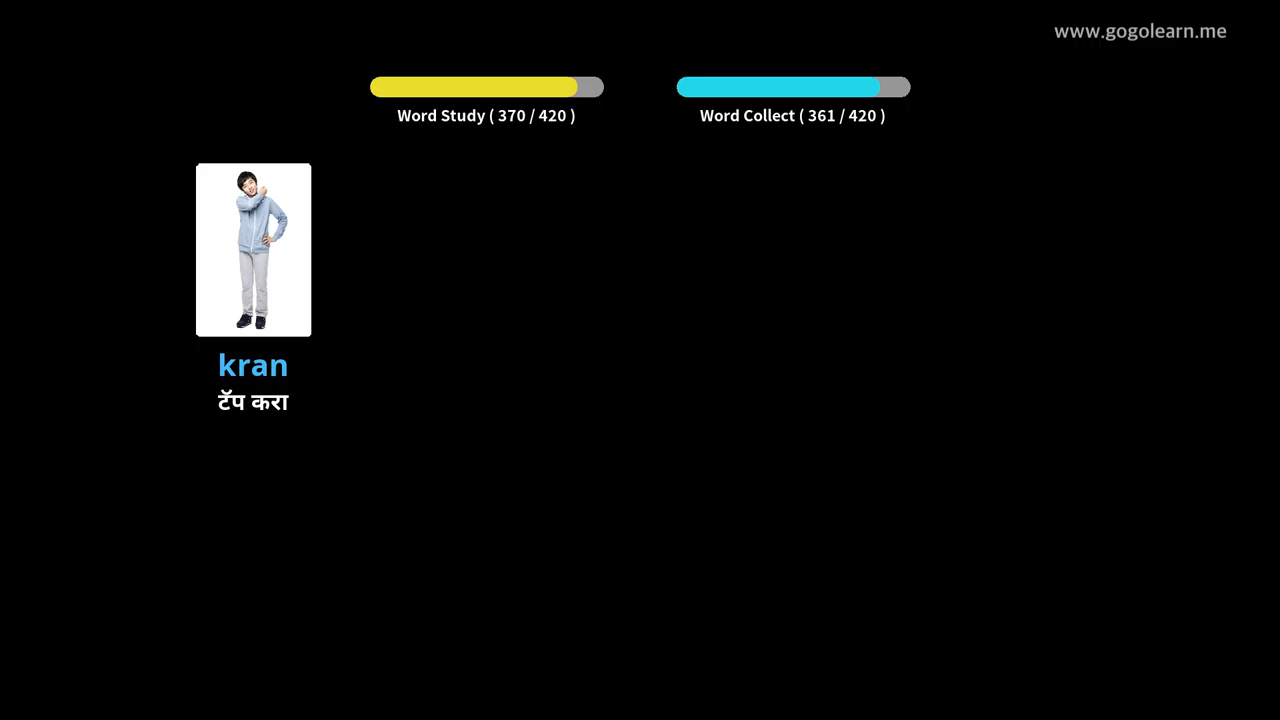 www.gogolearn.me
Word Study ( 370 / 420 )
Word Collect ( 361 / 420 )
kran
टॅप करा